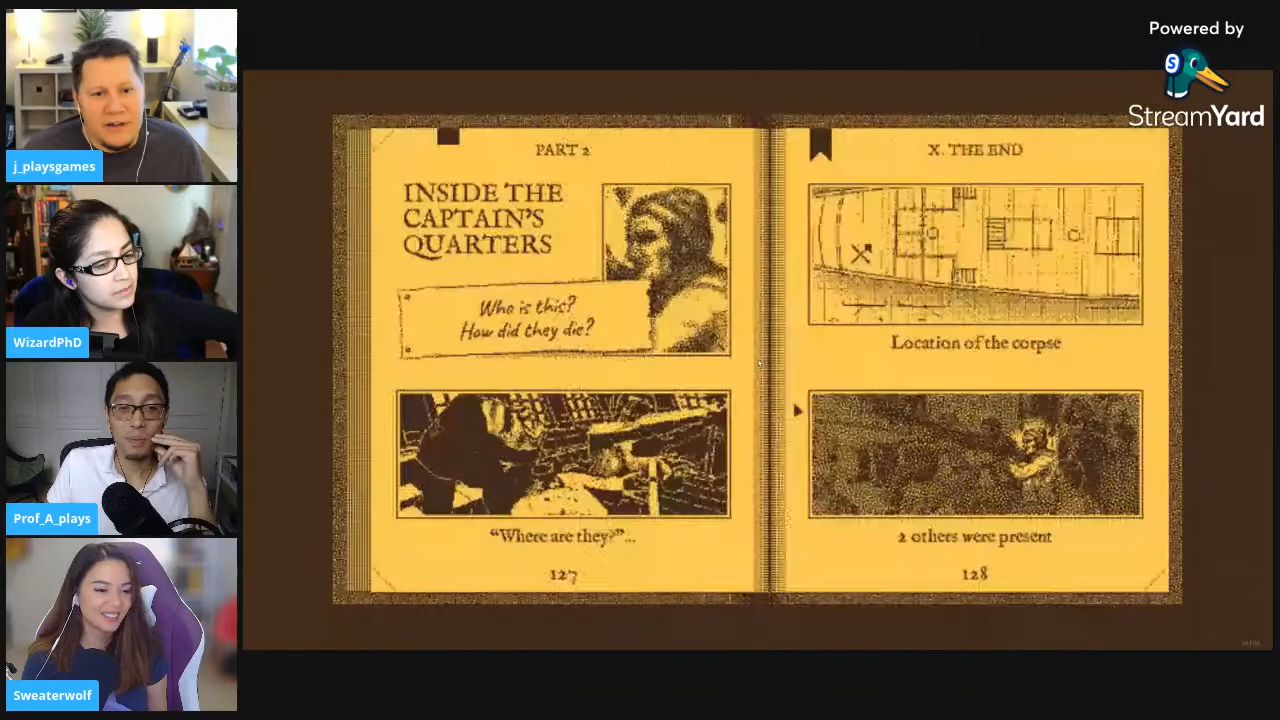 j_playsgames
WizardPhD
Prof_A_plays
Sweaterwolf
Powered by
S
StreamYard
PART 2
INSIDE THE
CAPTAIN'S
QUARTERS
Who is this?
How did they die?
"Where are they?"...
127
X. THE END
Location of the corpse
2 others were present
128